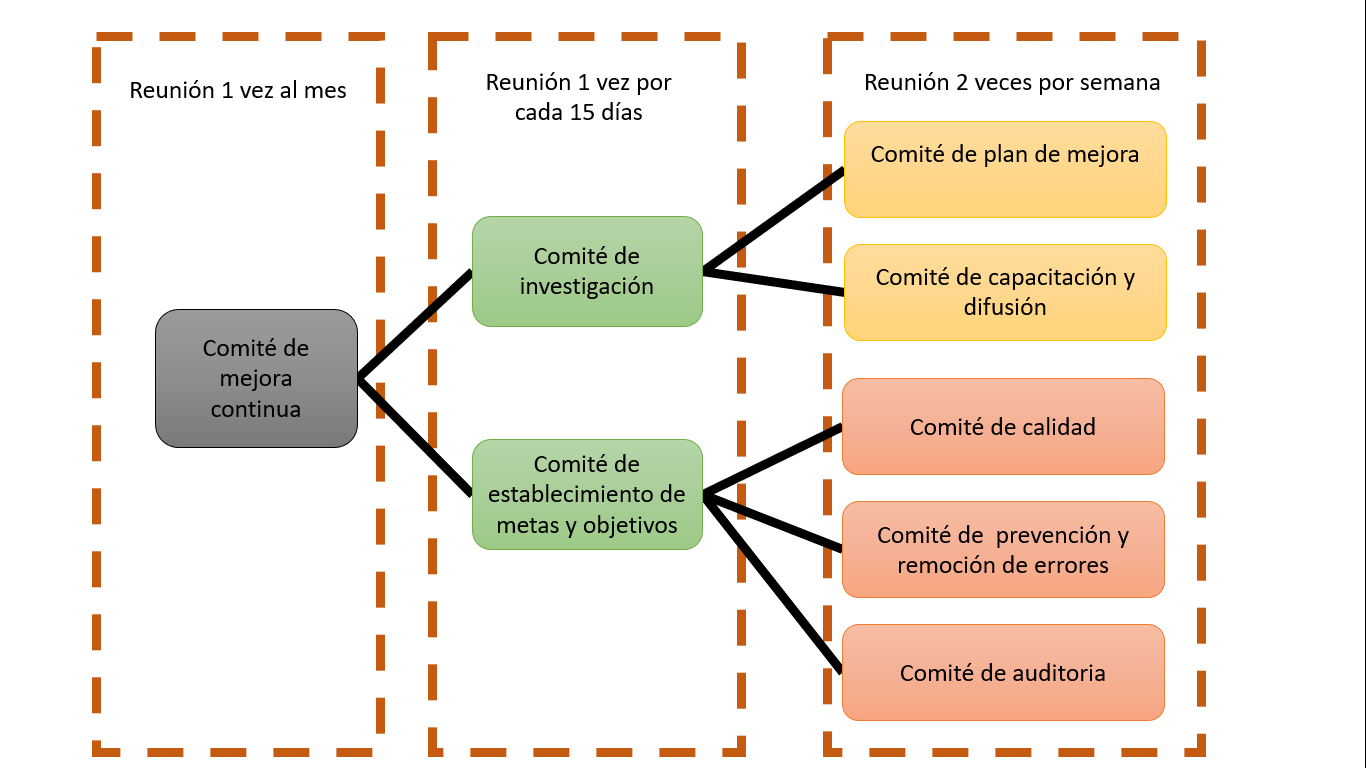 Reunión 1 vez al mes
Comité de
mejora
continua
Reunión 1 vez por
cada 15 días
Comité de
investigación
Comité de
establecimiento de
metas y objetivos
Reunión 2 veces por semana
Comité de plan de mejora
Comité de capacitación y
difusión
Comité de calidad
Comité de  prevención y
remoción de errores
Comité de auditoria